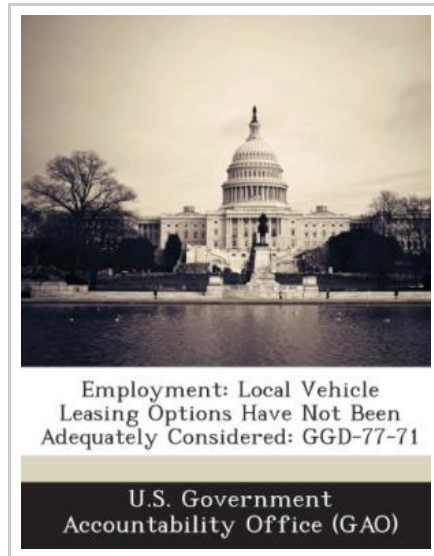 Employment: Local Vehicle
Leasing Options Have Not Been
Adequately Considered: GGD-77-71
U.S. Government
Accountability Office (GAO)